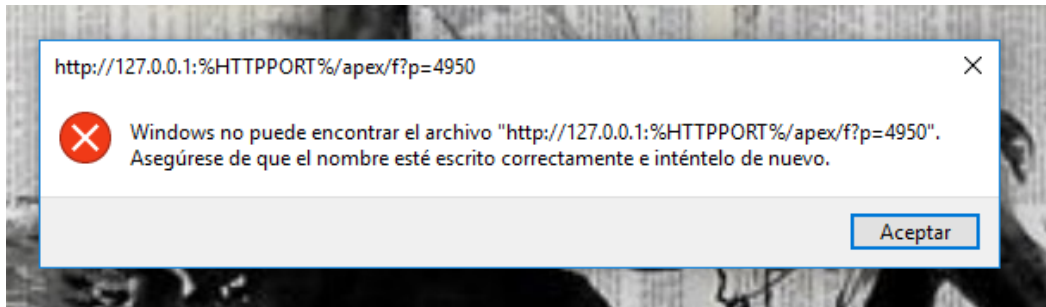 http://127.0.0.1:%HTTPPORT%/apex/f?p=4950
Windows no puede encontrar el archivo "http://127.0.0.1:%HTTPPORT%/apex/f?p=4950".
Asegúrese de que el nombre esté escrito correctamente e inténtelo de nuevo.
Aceptar